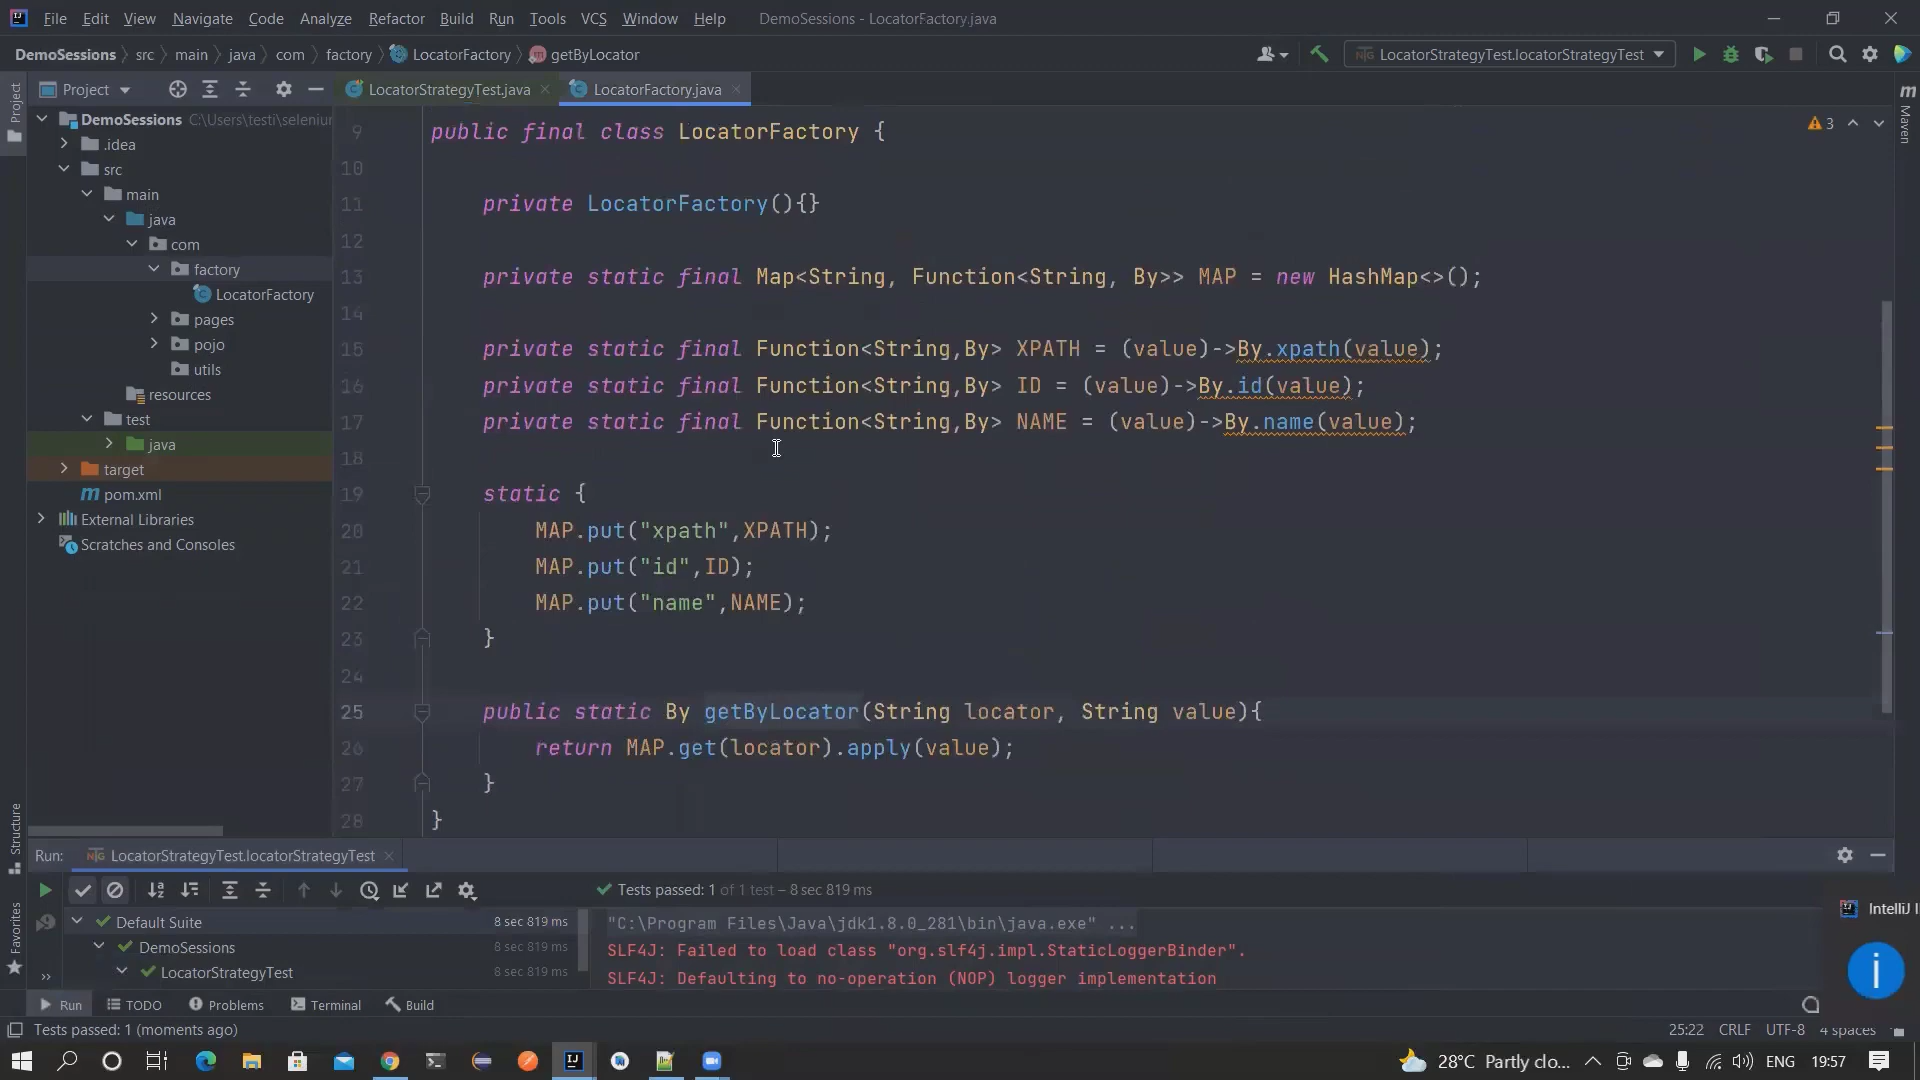 File Edit View Navigate Code Analyze Refactor Build Run Tools VCS Window Help DemoSessions - LocatorFactory.java
DemoSessions src main java com factory LocatorFactory getByLocator LocatorStrategyTest.locatorStrategyTest
Project LocatorStrategyTest.java LocatorFactory.java
Project
Maven
DemoSessions C:\Users\testi\seleniu
.idea
src
main
java
com
factory
LocatorFactory
pages
pojo
utils
resources
test
java
target
pom.xml
External Libraries
Scratches and Consoles
3
9 public final class LocatorFactory {
10
11 private LocatorFactory(){}
12
13 private static final Map<String, Function<String, By>> MAP = new HashMap<>();
14
15 private static final Function<String,By> XPATH = (value)->By.xpath(value);
16 private static final Function<String,By> ID = (value)->By.id(value);
17 private static final Function<String,By> NAME = (value)->By.name(value);
18
19 static {
20 MAP.put("xpath",XPATH);
21 MAP.put("id",ID);
22 MAP.put("name",NAME);
23 }
24
25 public static By getByLocator(String locator, String value){
26 return MAP.get(locator).apply(value);
27 }
28 }
Structure
Favorites
Run: LocatorStrategyTest.locatorStrategyTest
Tests passed: 1 of 1 test – 8 sec 819 ms
Default Suite 8 sec 819 ms
DemoSessions 8 sec 819 ms
LocatorStrategyTest 8 sec 819 ms
"C:\Program Files\Java\jdk1.8.0_281\bin\java.exe" ...
SLF4J: Failed to load class "org.slf4j.impl.StaticLoggerBinder".
SLF4J: Defaulting to no-operation (NOP) logger implementation
IntelliJ I
Run TODO Problems Terminal Build
Tests passed: 1 (moments ago) 25:22 CRLF UTF-8 4 spaces
28°C Partly clo... ENG 19:57